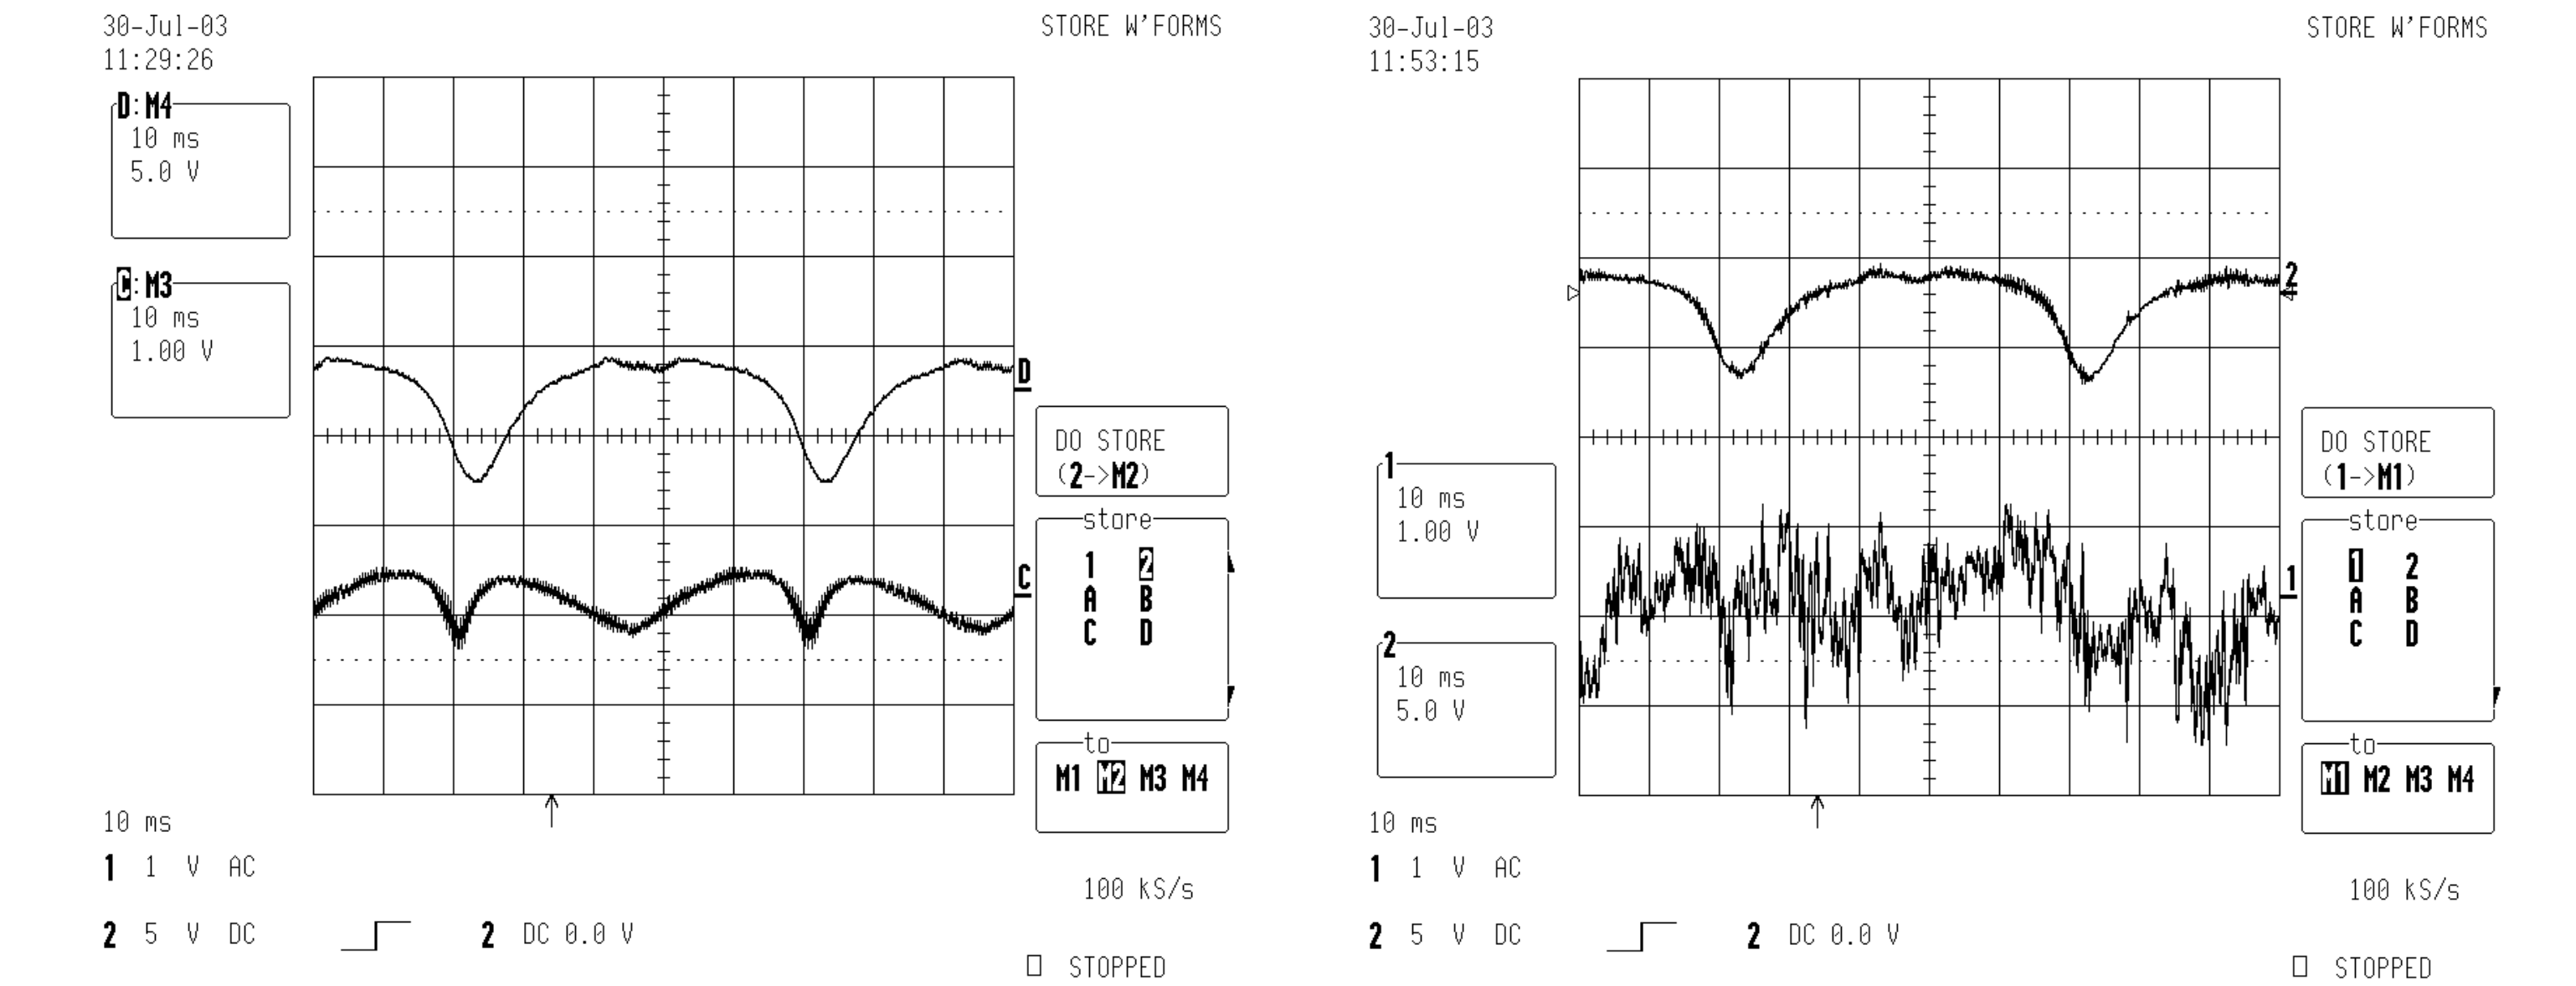 30-Jul-03
11:29:26
STORE W'FORMS
D:M4
10 ms
5.0 V
C:M3
10 ms
1.00 V
D
C
DO STORE
(2->M2)
store
1 2
A B
C D
to
M1 M2 M3 M4
10 ms
1 1 V AC
2 5 V DC
2 DC 0.0 V
100 kS/s
STOPPED
30-Jul-03
11:53:15
STORE W'FORMS
2
1
10 ms
1.00 V
1
2
10 ms
5.0 V
DO STORE
(1->M1)
store
1 2
A B
C D
to
M1 M2 M3 M4
10 ms
1 1 V AC
2 5 V DC
2 DC 0.0 V
100 kS/s
STOPPED